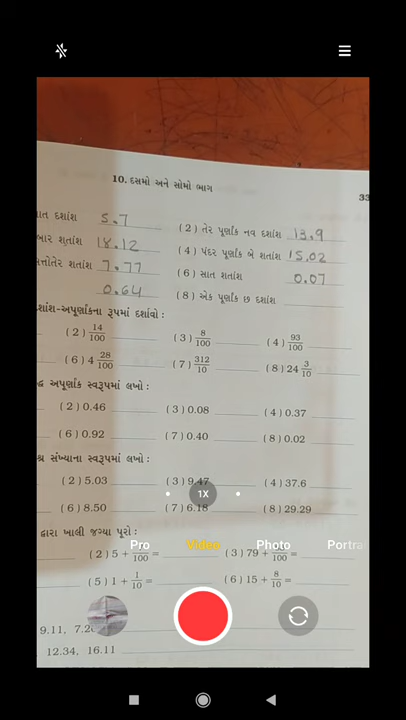 10. દસમો અને સોમો ભાગ
33
સાત દશાંશ 5.7 (2) તેર પૂર્ણાંક નવ દશાંશ 13.9
બાર શતાંશ 18.12 (4) પંદર પૂર્ણાંક બે શતાંશ 15.02
સત્તોતેર શતાંશ 7.77 (6) સાત શતાંશ 0.07
0.64 (8) એક પૂર્ણાંક છ દશાંશ
દશાંશ-અપૂર્ણાંકના રૂપમાં દર્શાવો :
(2) 14/100 (3) 8/100 (4) 93/100
(6) 4 28/100 (7) 312/10 (8) 24 3/10
અપૂર્ણાંક સ્વરૂપમાં લખો :
(2) 0.46 (3) 0.08 (4) 0.37
(6) 0.92 (7) 0.40 (8) 0.02
સંખ્યાના સ્વરૂપમાં લખો :
(2) 5.03 (3) 9.47 (4) 37.6
1X
(6) 8.50 (7) 6.18 (8) 29.29
દ્વારા ખાલી જગ્યા પૂરો :
Pro Video Photo Portra
(2) 5 + /100 = (3) 79 + /100 =
(5) 1 + 1/10 = (6) 15 + 8/10 =
9.11,
12.34, 16.11